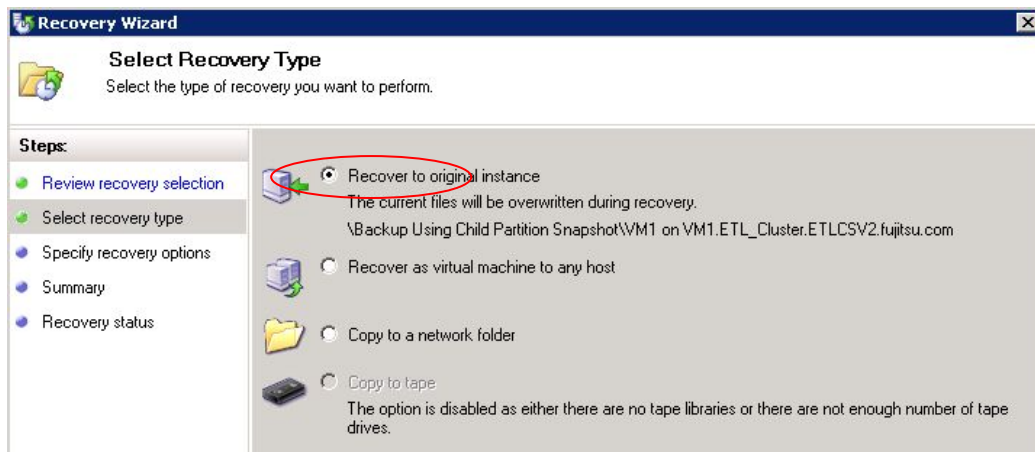 Recovery Wizard
Select Recovery Type
Select the type of recovery you want to perform.
Steps:
Review recovery selection
Select recovery type
Specify recovery options
Summary
Recovery status
Recover to original instance
The current files will be overwritten during recovery.
\Backup Using Child Partition Snapshot\VM1 on VM1.ETL_Cluster.ETLCSV2.fujitsu.com
Recover as virtual machine to any host
Copy to a network folder
Copy to tape
The option is disabled as either there are no tape libraries or there are not enough number of tape
drives.